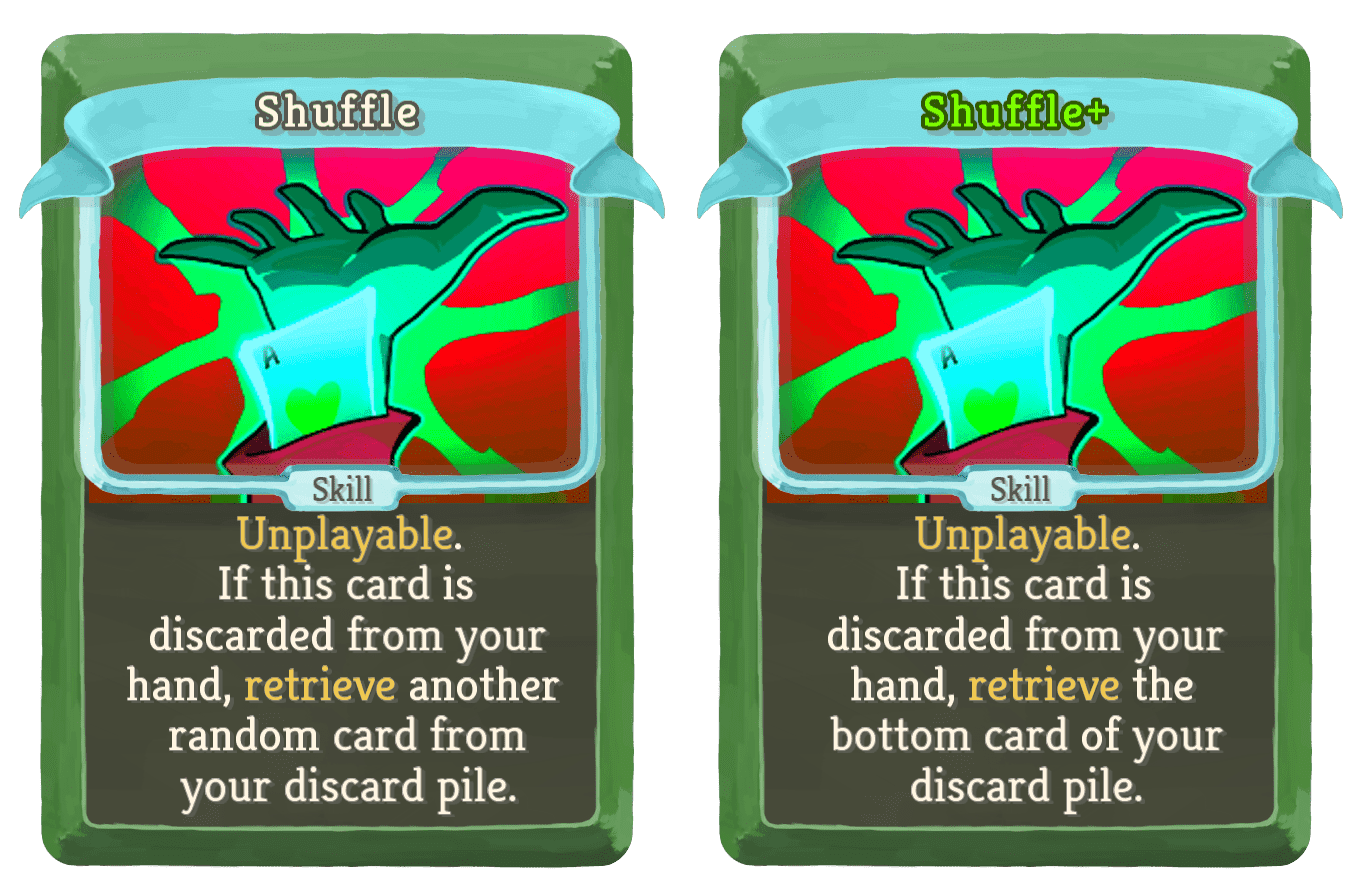 Shuffle
A
Skill
Unplayable.
If this card is
discarded from your
hand, retrieve another
random card from
your discard pile.
Shuffle+
A
Skill
Unplayable.
If this card is
discarded from your
hand, retrieve the
bottom card of your
discard pile.